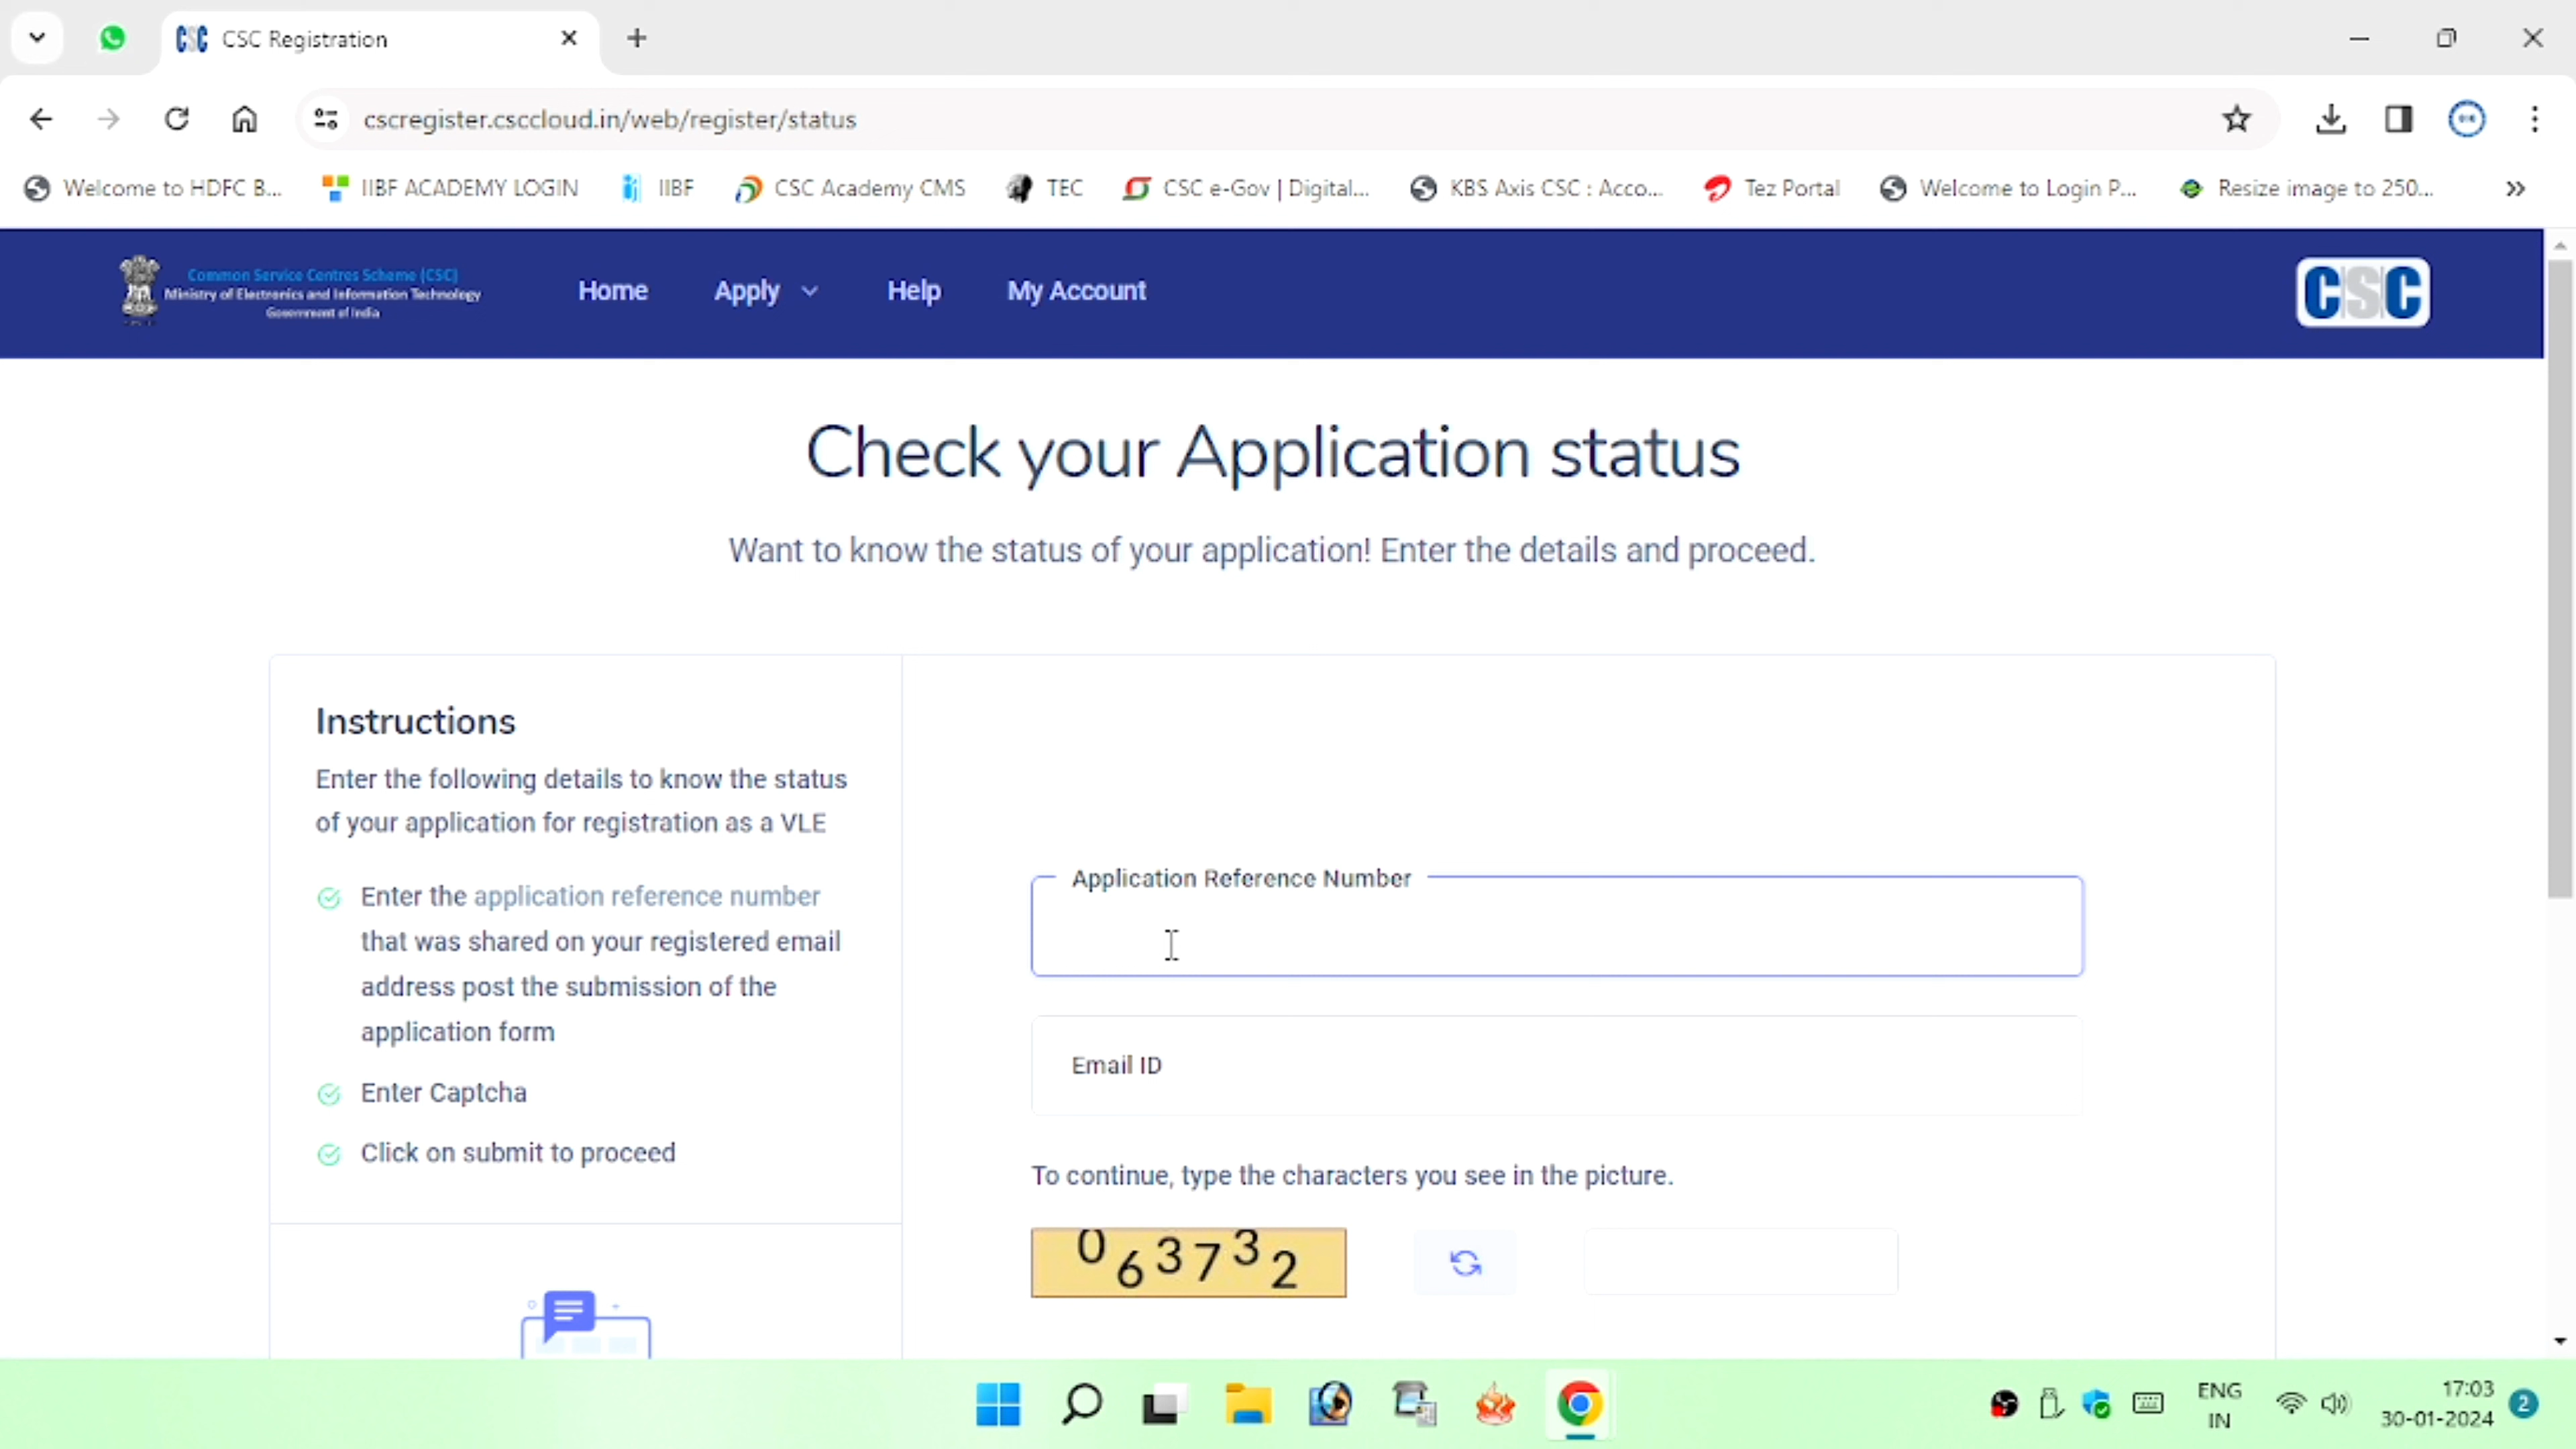 CSC CSC Registration
cscregister.csccloud.in/web/register/status
Welcome to HDFC B... IIBF ACADEMY LOGIN IIBF CSC Academy CMS TEC CSC e-Gov | Digital... KBS Axis CSC : Acco... Tez Portal Welcome to Login P... Resize image to 250... »
Common Service Centres Scheme (CSC)
Ministry of Electronics and Information Technology
Government of India
Home Apply Help My Account
CSC
Check your Application status
Want to know the status of your application! Enter the details and proceed.
Instructions
Enter the following details to know the status
of your application for registration as a VLE
Enter the application reference number
that was shared on your registered email
address post the submission of the
application form
Enter Captcha
Click on submit to proceed
Application Reference Number
Email ID
To continue, type the characters you see in the picture.
063732
ENG
IN
17:03
30-01-2024
2